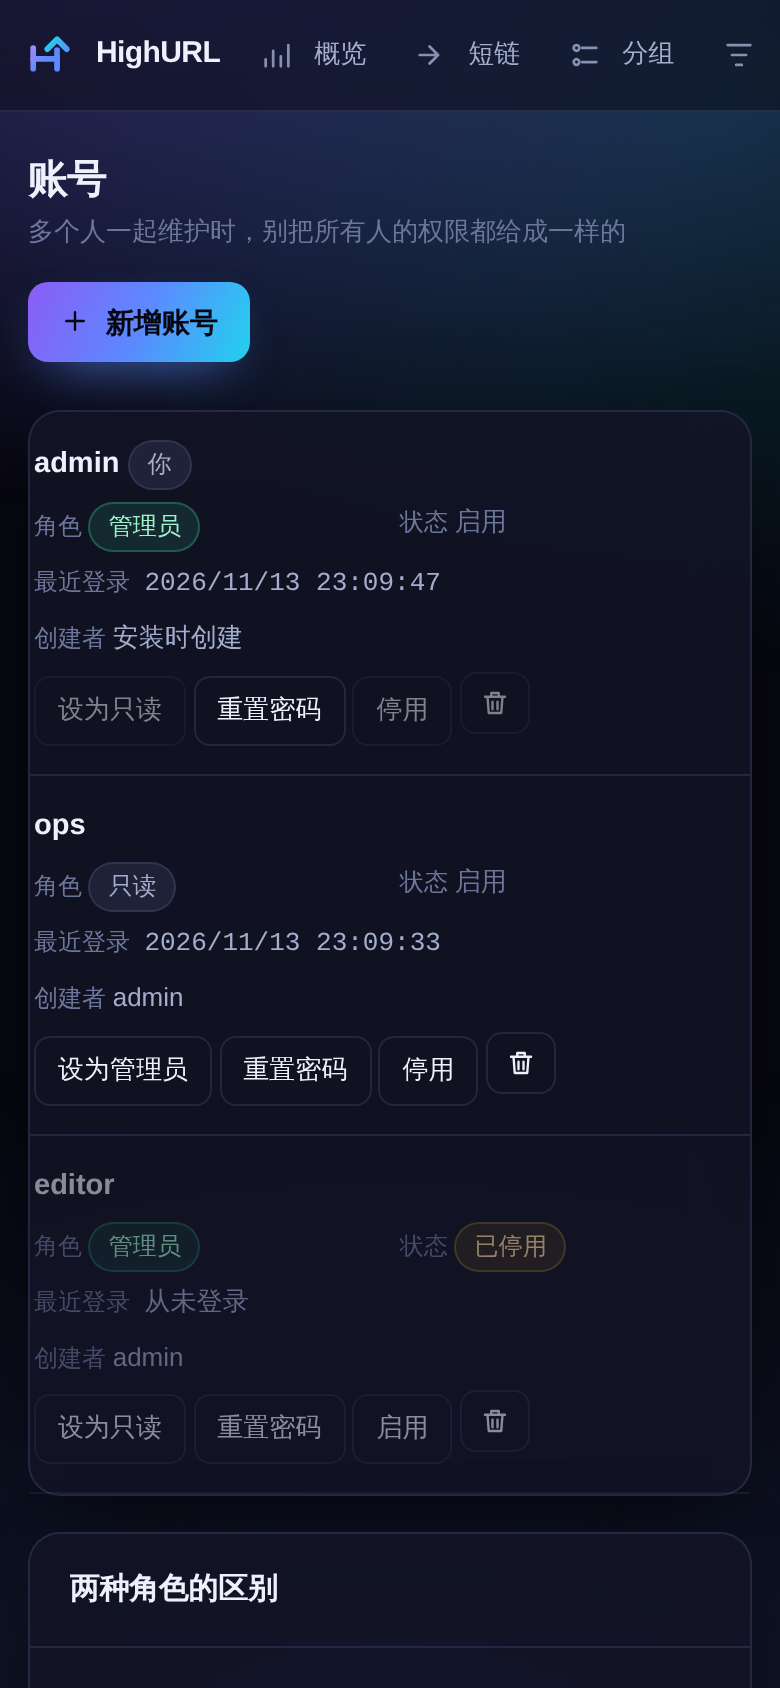 HighURL 概览 短链 分组
账号
多个人一起维护时，别把所有人的权限都给成一样的
新增账号
admin 你
角色 管理员 状态 启用
最近登录 2026/11/13 23:09:47
创建者 安装时创建
设为只读 重置密码 停用
ops
角色 只读 状态 启用
最近登录 2026/11/13 23:09:33
创建者 admin
设为管理员 重置密码 停用
editor
角色 管理员 状态 已停用
最近登录 从未登录
创建者 admin
设为只读 重置密码 启用
两种角色的区别